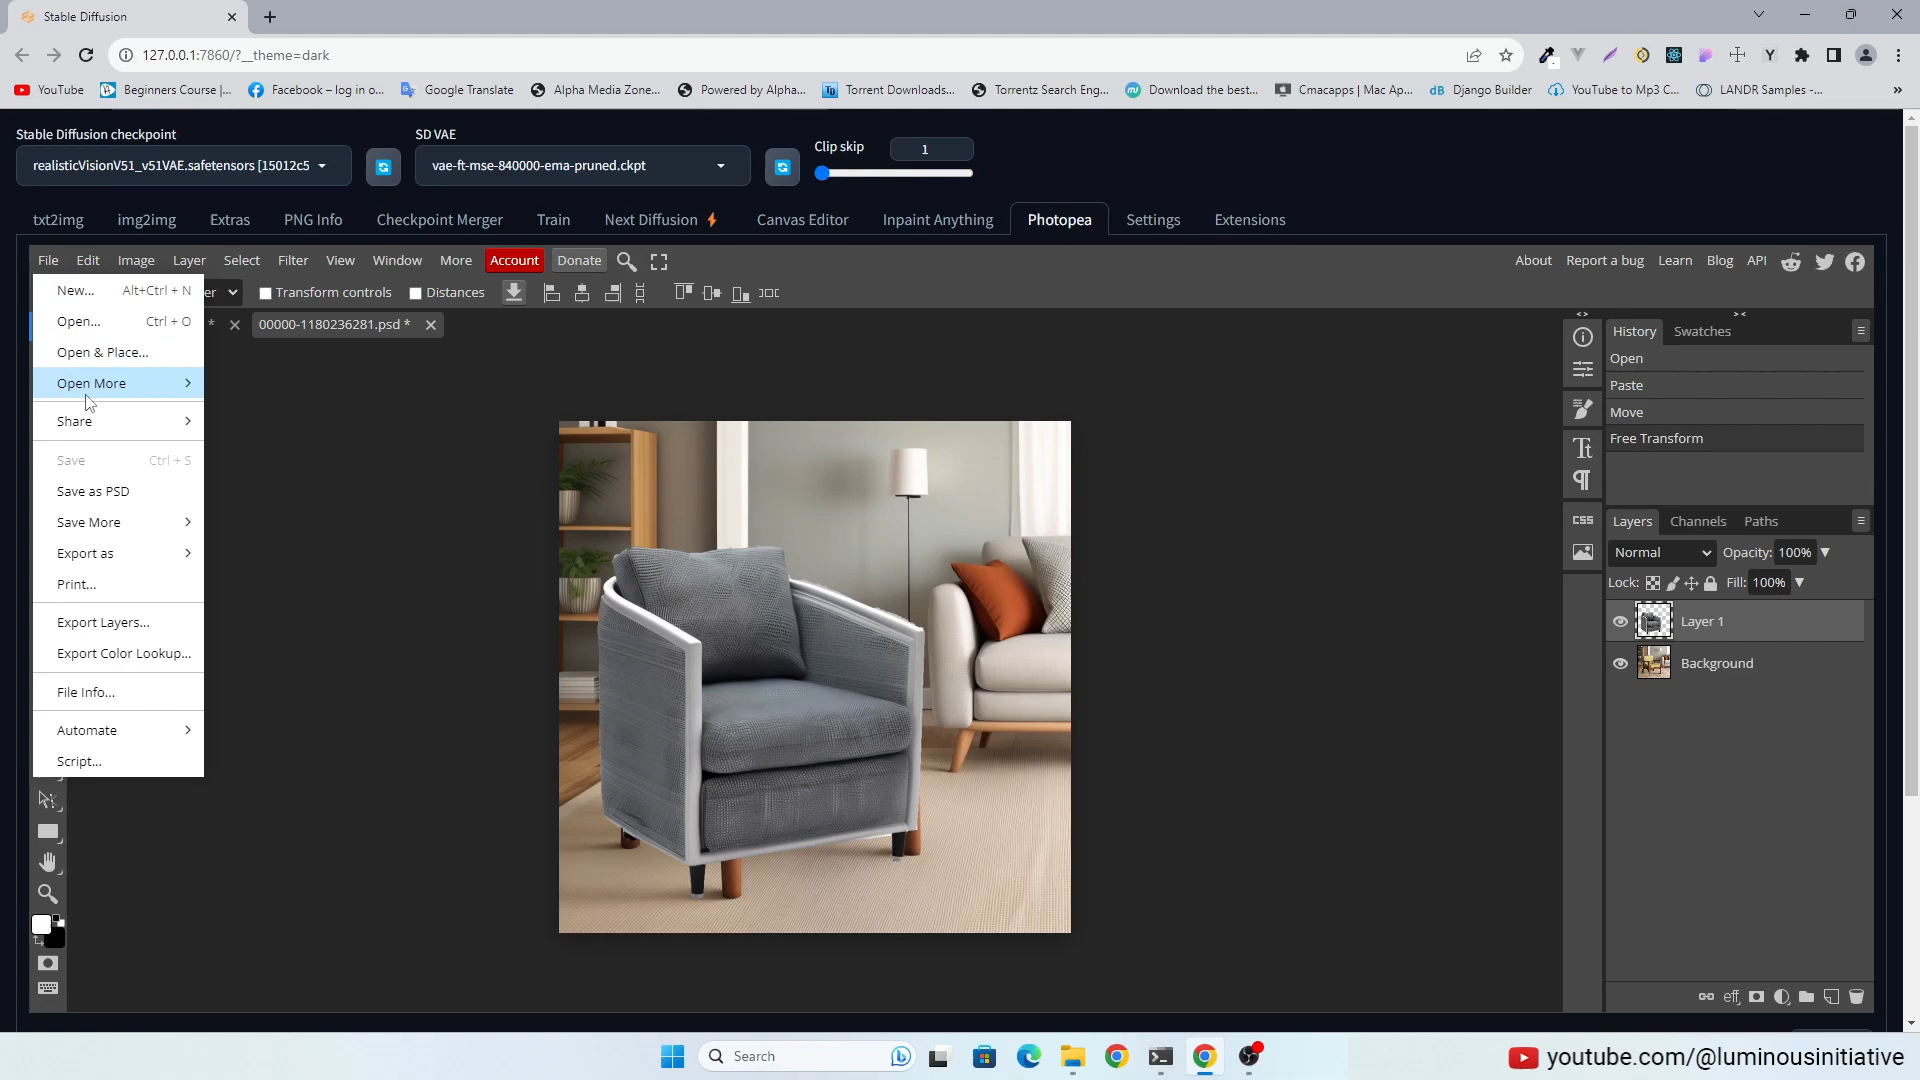 Stable Diffusion
127.0.0.1:7860/?__theme=dark
YouTube
Beginners Course |...
Facebook – log in o...
Google Translate
Alpha Media Zone...
Powered by Alpha...
Torrent Downloads...
Torrentz Search Eng...
Download the best...
Cmacapps | Mac Ap...
Django Builder
YouTube to Mp3 C...
LANDR Samples -...
Stable Diffusion checkpoint
SD VAE
Clip skip
1
realisticVisionV51_v51VAE.safetensors [15012c5
vae-ft-mse-840000-ema-pruned.ckpt
txt2img
img2img
Extras
PNG Info
Checkpoint Merger
Train
Next Diffusion
Canvas Editor
Inpaint Anything
Photopea
Settings
Extensions
File
Edit
Image
Layer
Select
Filter
View
Window
More
Account
Donate
About
Report a bug
Learn
Blog
API
New... Alt+Ctrl + N
er
Transform controls
Distances
Open... Ctrl + O
*
00000-1180236281.psd *
Open & Place...
Open More
Share
Save Ctrl + S
Save as PSD
Save More
Export as
Print...
Export Layers...
Export Color Lookup...
File Info...
Automate
Script...
History
Swatches
Open
Paste
Move
Free Transform
CSS
Layers
Channels
Paths
Normal
Opacity: 100%
Lock:
Fill: 100%
Layer 1
Background
eff
Search
youtube.com/@luminousinitiative